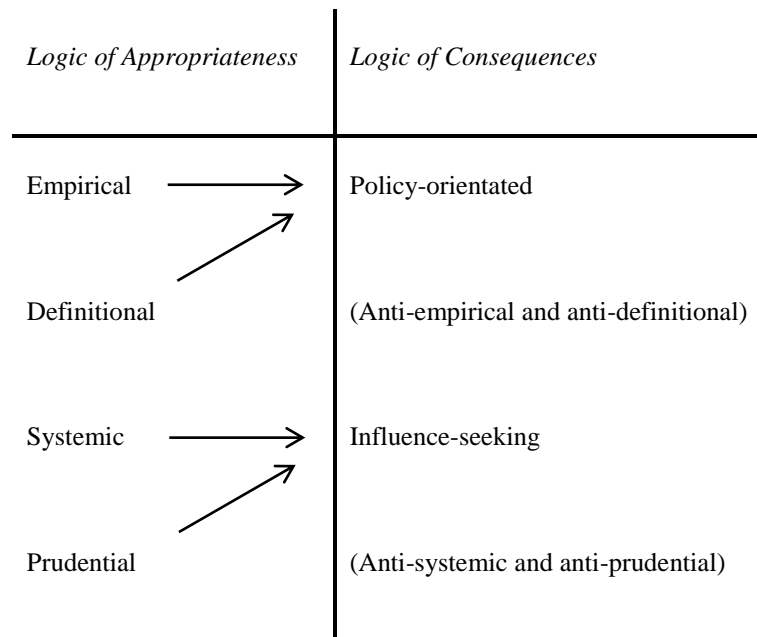 Logic of Appropriateness
Logic of Consequences
Empirical
Policy-orientated
Definitional
(Anti-empirical and anti-definitional)
Systemic
Influence-seeking
Prudential
(Anti-systemic and anti-prudential)